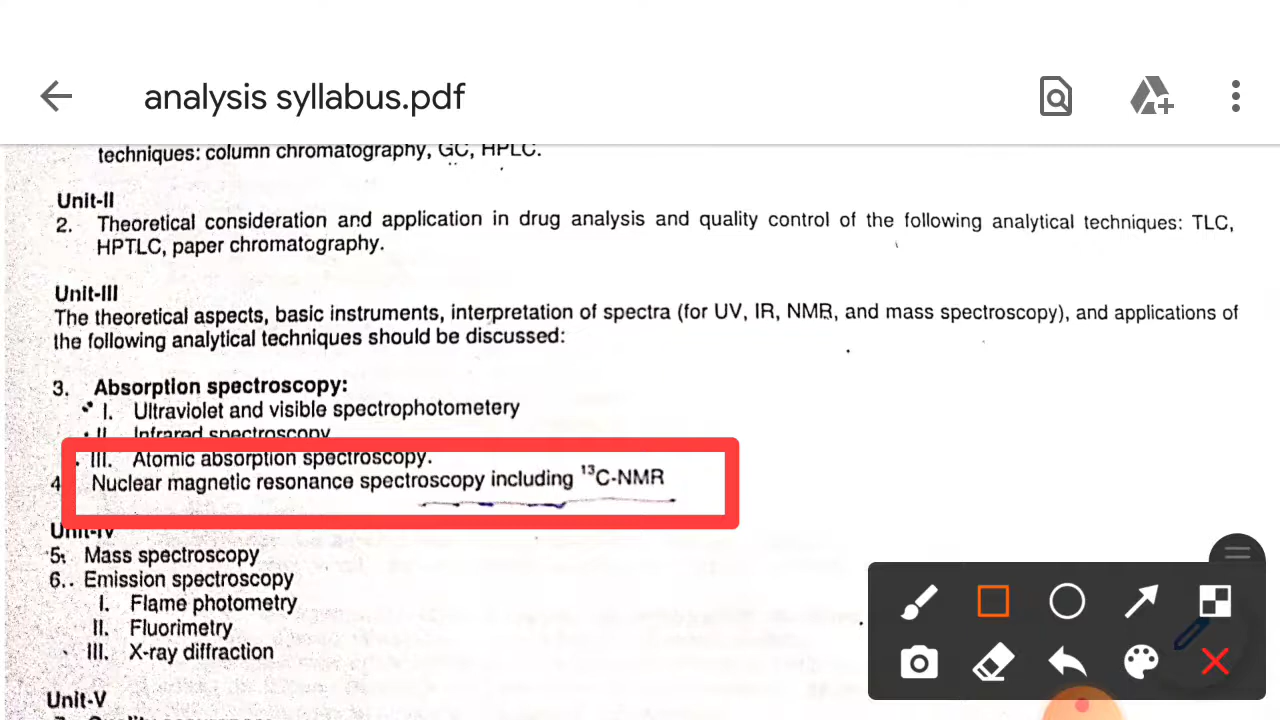 analysis syllabus.pdf
techniques: column chromatography, GC, HPLC.
Unit-II
2. Theoretical consideration and application in drug analysis and quality control of the following analytical techniques: TLC,
HPTLC, paper chromatography.
Unit-III
The theoretical aspects, basic instruments, interpretation of spectra (for UV, IR, NMR, and mass spectroscopy), and applications of
the following analytical techniques should be discussed:
3. Absorption spectroscopy:
I. Ultraviolet and visible spectrophotometery
II. Infrared spectroscopy
III. Atomic absorption spectroscopy.
4 Nuclear magnetic resonance spectroscopy including ¹³C-NMR
Unit-IV
5. Mass spectroscopy
6.. Emission spectroscopy
I. Flame photometry
II. Fluorimetry
III. X-ray diffraction
Unit-V
7. Quality assurance: